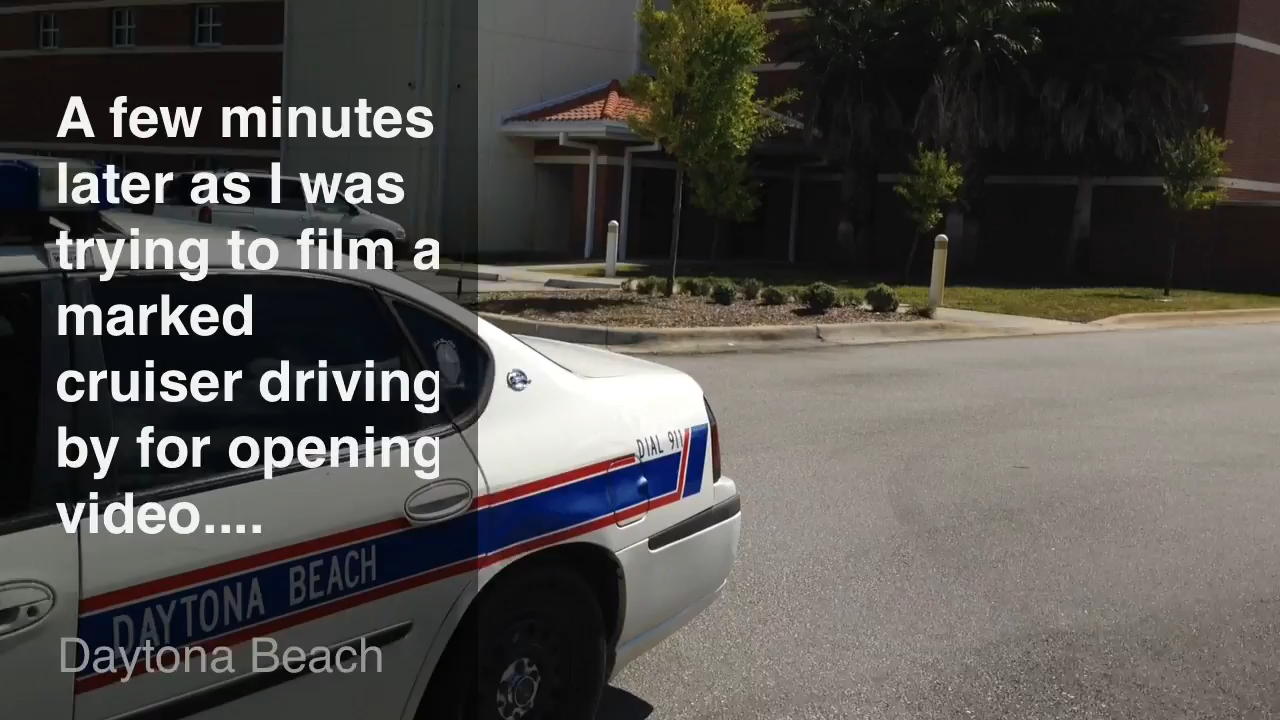 A few minutes
later as I was
trying to film a
marked
cruiser driving
by for opening
video....
DIAL 911
DAYTONA BEACH
Daytona Beach